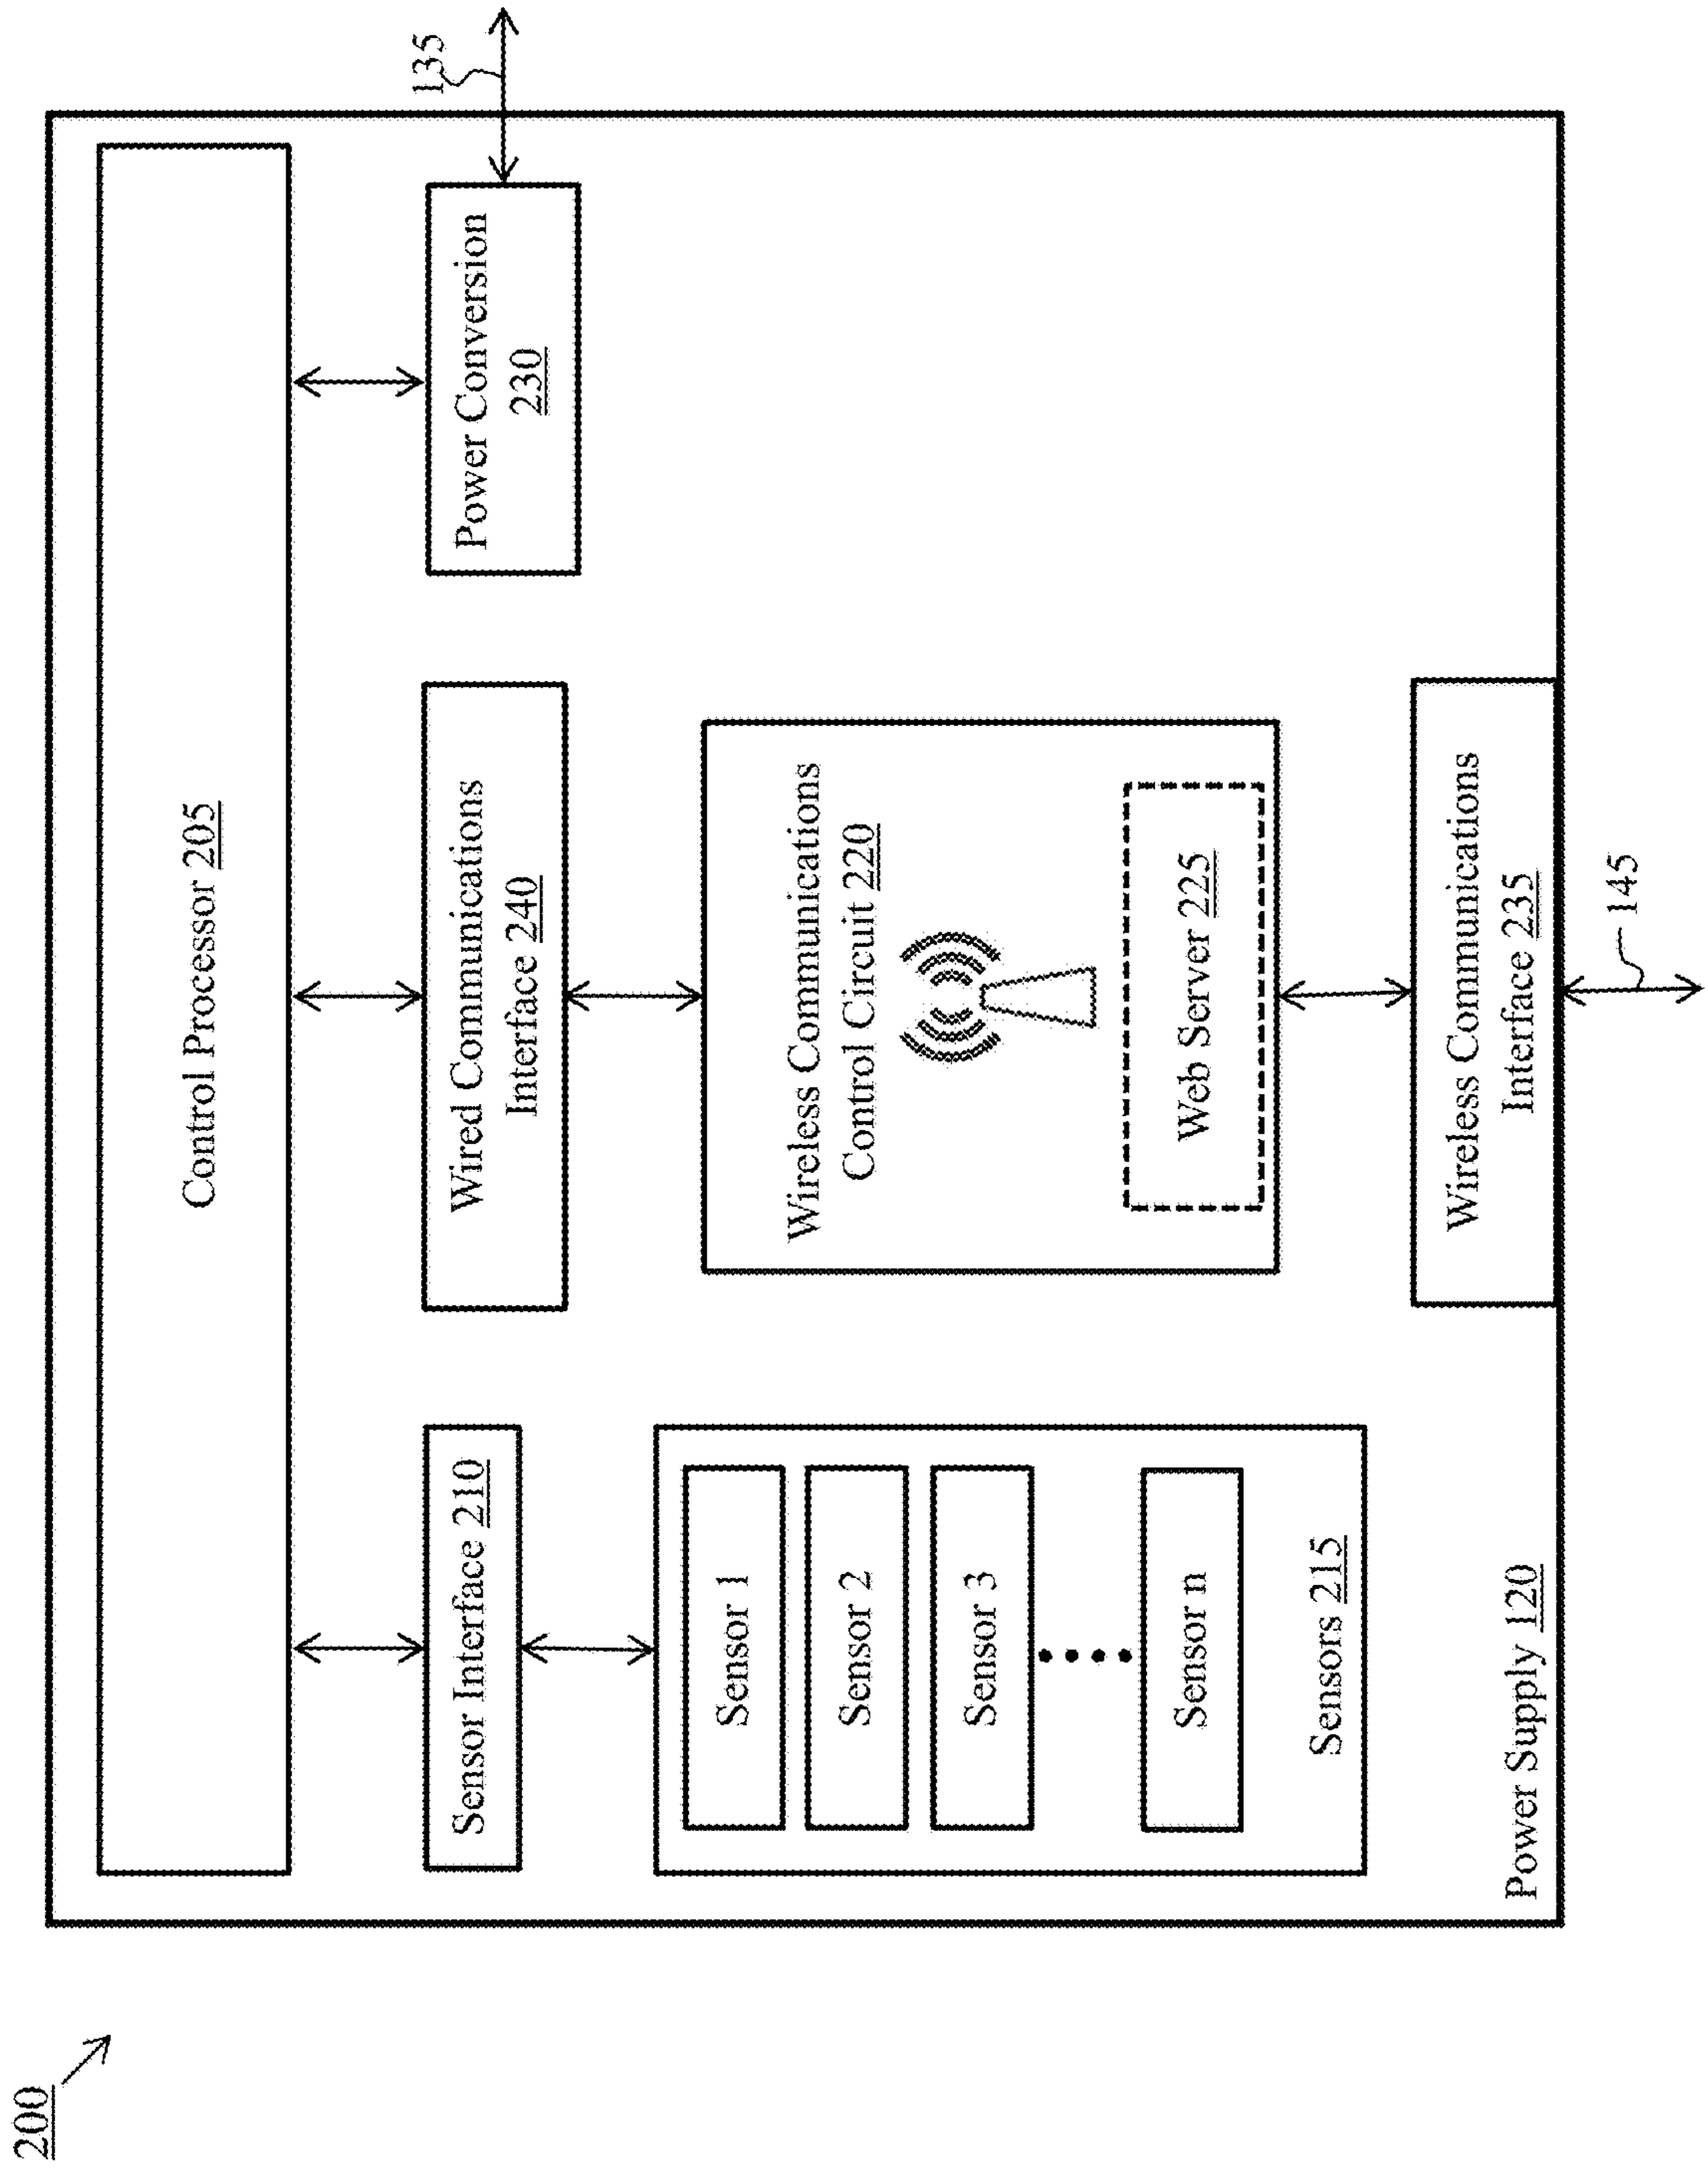 200
Control Processor 205
Sensor Interface 210
Wired Communications
Interface 240
Power Conversion
230
135
Sensor 1
Sensor 2
Sensor 3
Sensor n
Sensors 215
Wireless Communications
Control Circuit 220
Web Server 225
Wireless Communications
Interface 235
Power Supply 120
145